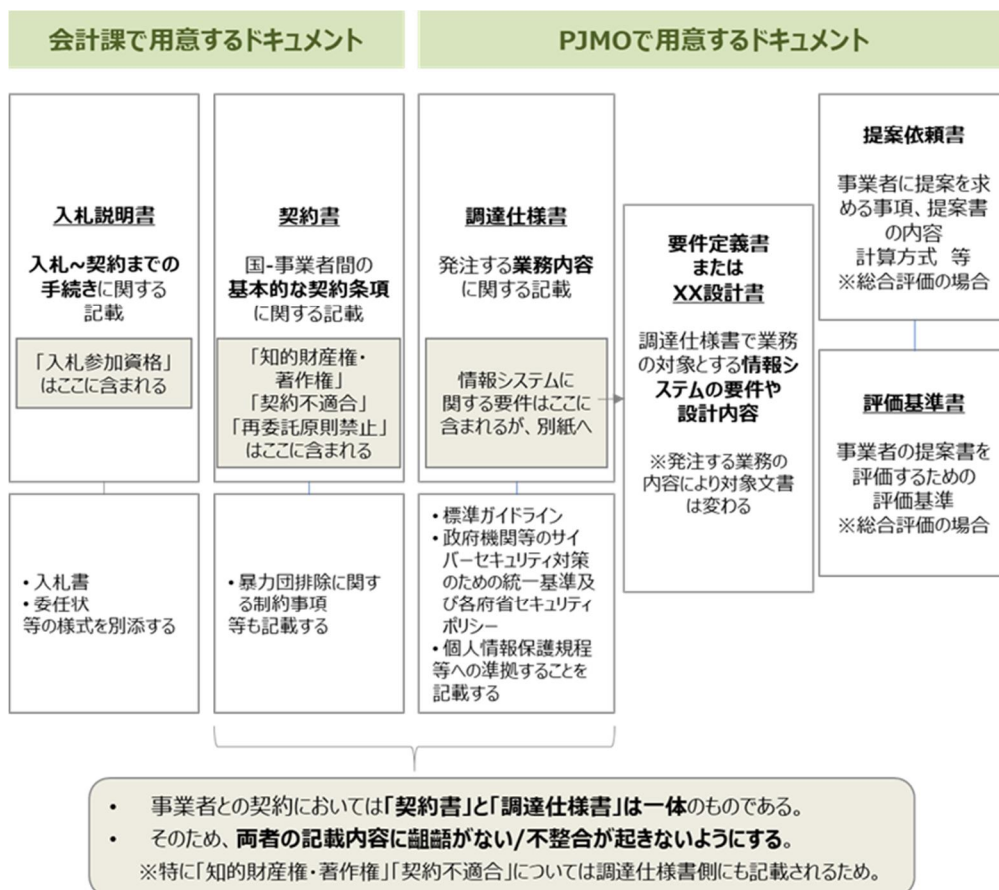 会計課で用意するドキュメント
PJMOで用意するドキュメント
入札説明書
入札~契約までの
手続きに関する
記載
「入札参加資格」
はここに含まれる
・入札書
・委任状
等の様式を別添する
契約書
国-事業者間の
基本的な契約条項
に関する記載
「知的財産権・
著作権」
「契約不適合」
「再委託原則禁止」
はここに含まれる
・暴力団排除に関す
る制約事項
等も記載する
調達仕様書
発注する業務内容
に関する記載
情報システムに
関する要件はここに
含まれるが、別紙へ
・標準ガイドライン
・政府機関等のサイ
バーセキュリティ対策
のための統一基準及
び各府省セキュリティ
ポリシー
・個人情報保護規程
等への準拠することを
記載する
要件定義書
または
XX設計書
調達仕様書で業務
の対象とする情報シ
ステムの要件や
設計内容
※発注する業務の
内容により対象文書
は変わる
提案依頼書
事業者に提案を求
める事項、提案書
の内容
計算方式 等
※総合評価の場合
評価基準書
事業者の提案書を
評価するための
評価基準
※総合評価の場合
・ 事業者との契約においては「契約書」と「調達仕様書」は一体のものである。
・ そのため、両者の記載内容に齟齬がない/不整合が起きないようにする。
※特に「知的財産権・著作権」「契約不適合」については調達仕様書側にも記載されるため。